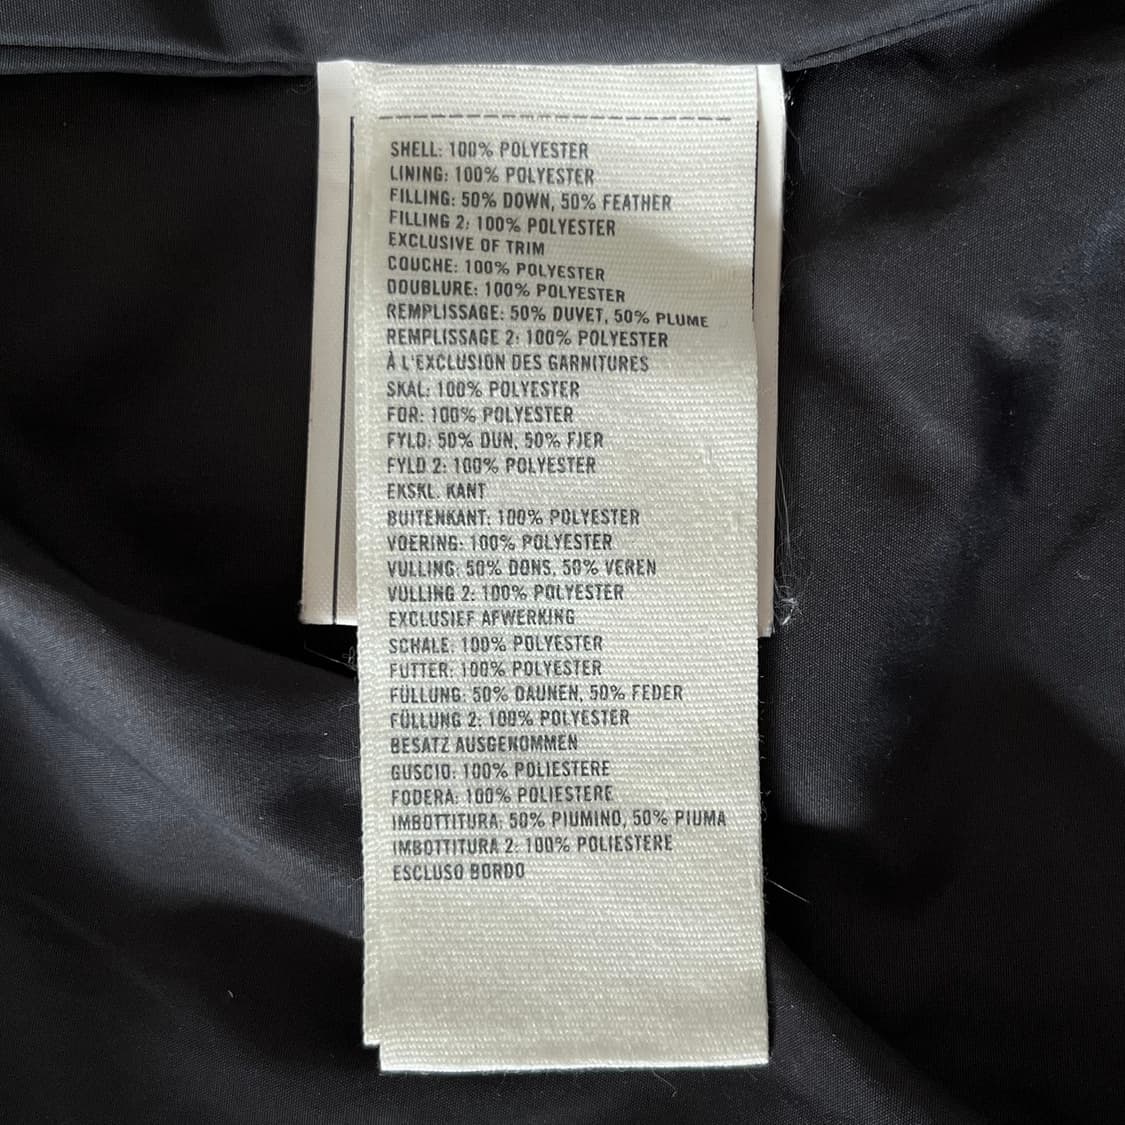 SHELL: 100% POLYESTER
LINING: 100% POLYESTER
FILLING: 50% DOWN, 50% FEATHER
FILLING 2: 100% POLYESTER
EXCLUSIVE OF TRIM
COUCHE: 100% POLYESTER
DOUBLURE: 100% POLYESTER
REMPLISSAGE: 50% DUVET, 50% PLUME
REMPLISSAGE 2: 100% POLYESTER
À L'EXCLUSION DES GARNITURES
SKAL: 100% POLYESTER
FOR: 100% POLYESTER
FYLD: 50% DUN, 50% FJER
FYLD 2: 100% POLYESTER
EKSKL. KANT
BUITENKANT: 100% POLYESTER
VOERING: 100% POLYESTER
VULLING: 50% DONS, 50% VEREN
VULLING 2: 100% POLYESTER
EXCLUSIEF AFWERKING
SCHALE: 100% POLYESTER
FUTTER: 100% POLYESTER
FÜLLUNG: 50% DAUNEN, 50% FEDER
FÜLLUNG 2: 100% POLYESTER
BESATZ AUSGENOMMEN
GUSCIO: 100% POLIESTERE
FODERA: 100% POLIESTERE
IMBOTTITURA: 50% PIUMINO, 50% PIUMA
IMBOTTITURA 2: 100% POLIESTERE
ESCLUSO BORDO